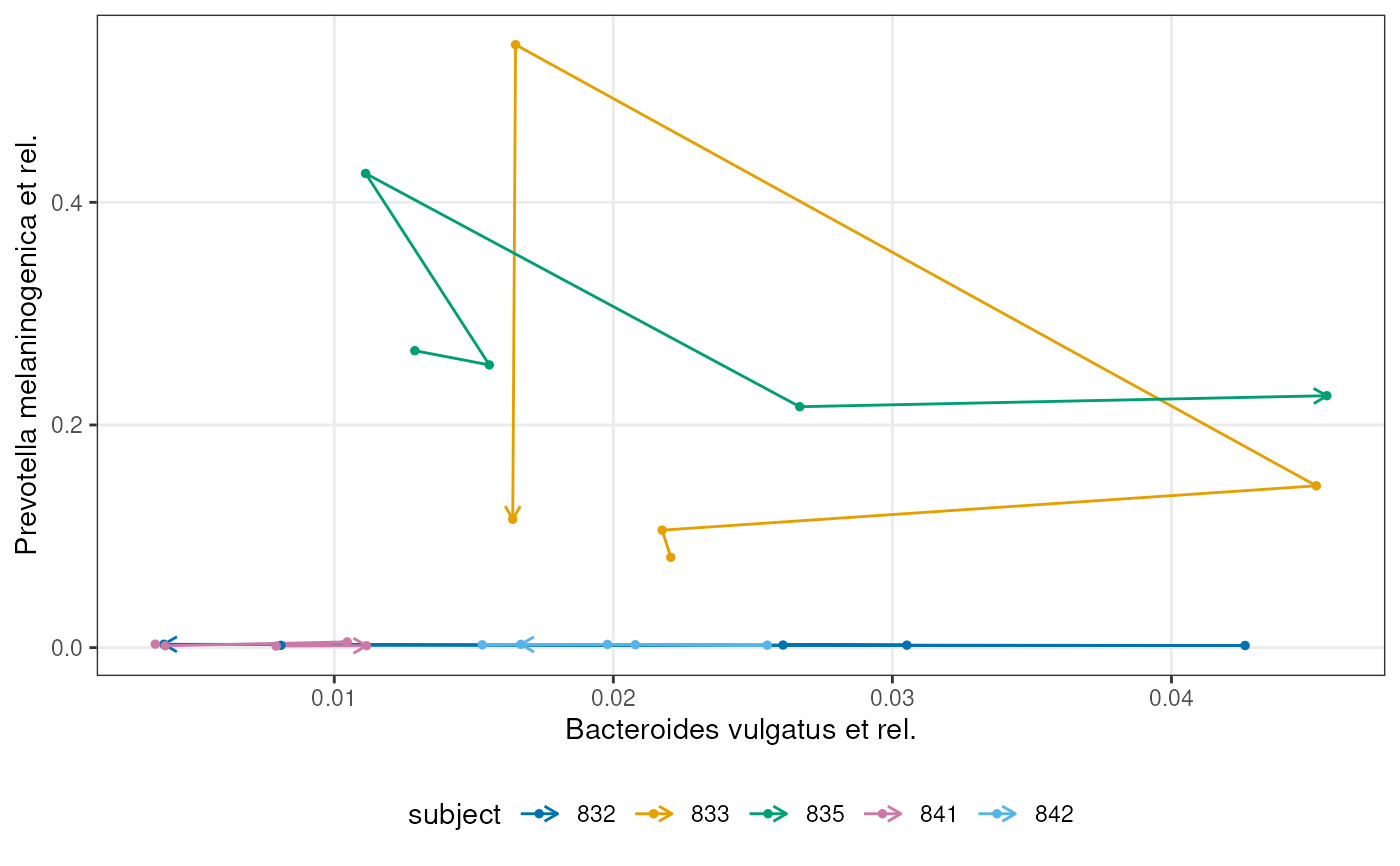 Prevotella melaninogenica et rel.
0.4
0.2
0.0
0.01 0.02 0.03 0.04
Bacteroides vulgatus et rel.
subject 832 833 835 841 842